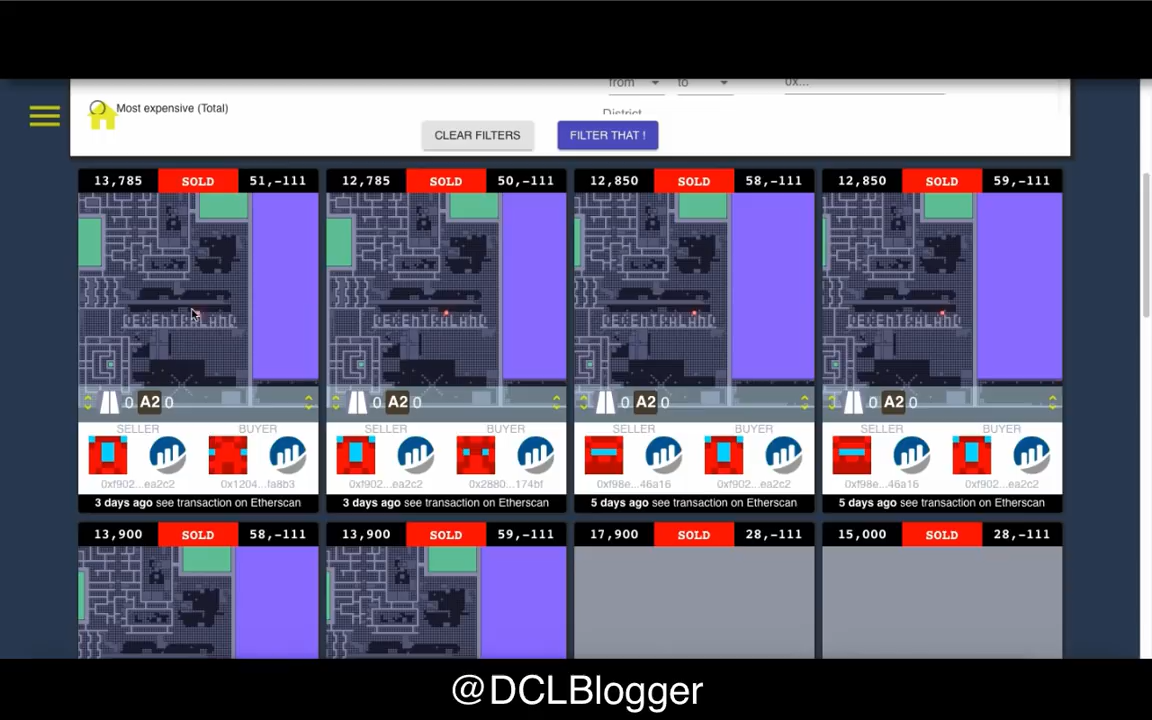 from to 0x...
Most expensive (Total)
District
CLEAR FILTERS FILTER THAT !
13,785 SOLD 51,-111
12,785 SOLD 50,-111
12,850 SOLD 58,-111
12,850 SOLD 59,-111
DECENTRALAND
DECENTRALAND
DECENTRALAND
DECENTRALAND
0 A2 0
0 A2 0
0 A2 0
0 A2 0
SELLER BUYER
SELLER BUYER
SELLER BUYER
SELLER BUYER
0xf902...ea2c2 0x1204...fa8b3
0xf902...ea2c2 0x2880...174bf
0xf98e...46a16 0xf902...ea2c2
0xf98e...46a16 0xf902...ea2c2
3 days ago see transaction on Etherscan
3 days ago see transaction on Etherscan
5 days ago see transaction on Etherscan
5 days ago see transaction on Etherscan
13,900 SOLD 58,-111
13,900 SOLD 59,-111
17,900 SOLD 28,-111
15,000 SOLD 28,-111
@DCLBlogger